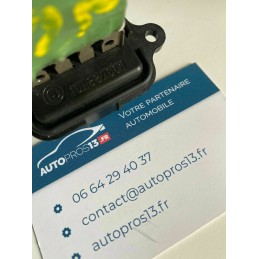 VOTRE PARTENAIRE
AUTOMOBILE
AUTOPROS13
.FR
06 64 29 40 37
contact@autopros13.fr
autopros13.fr